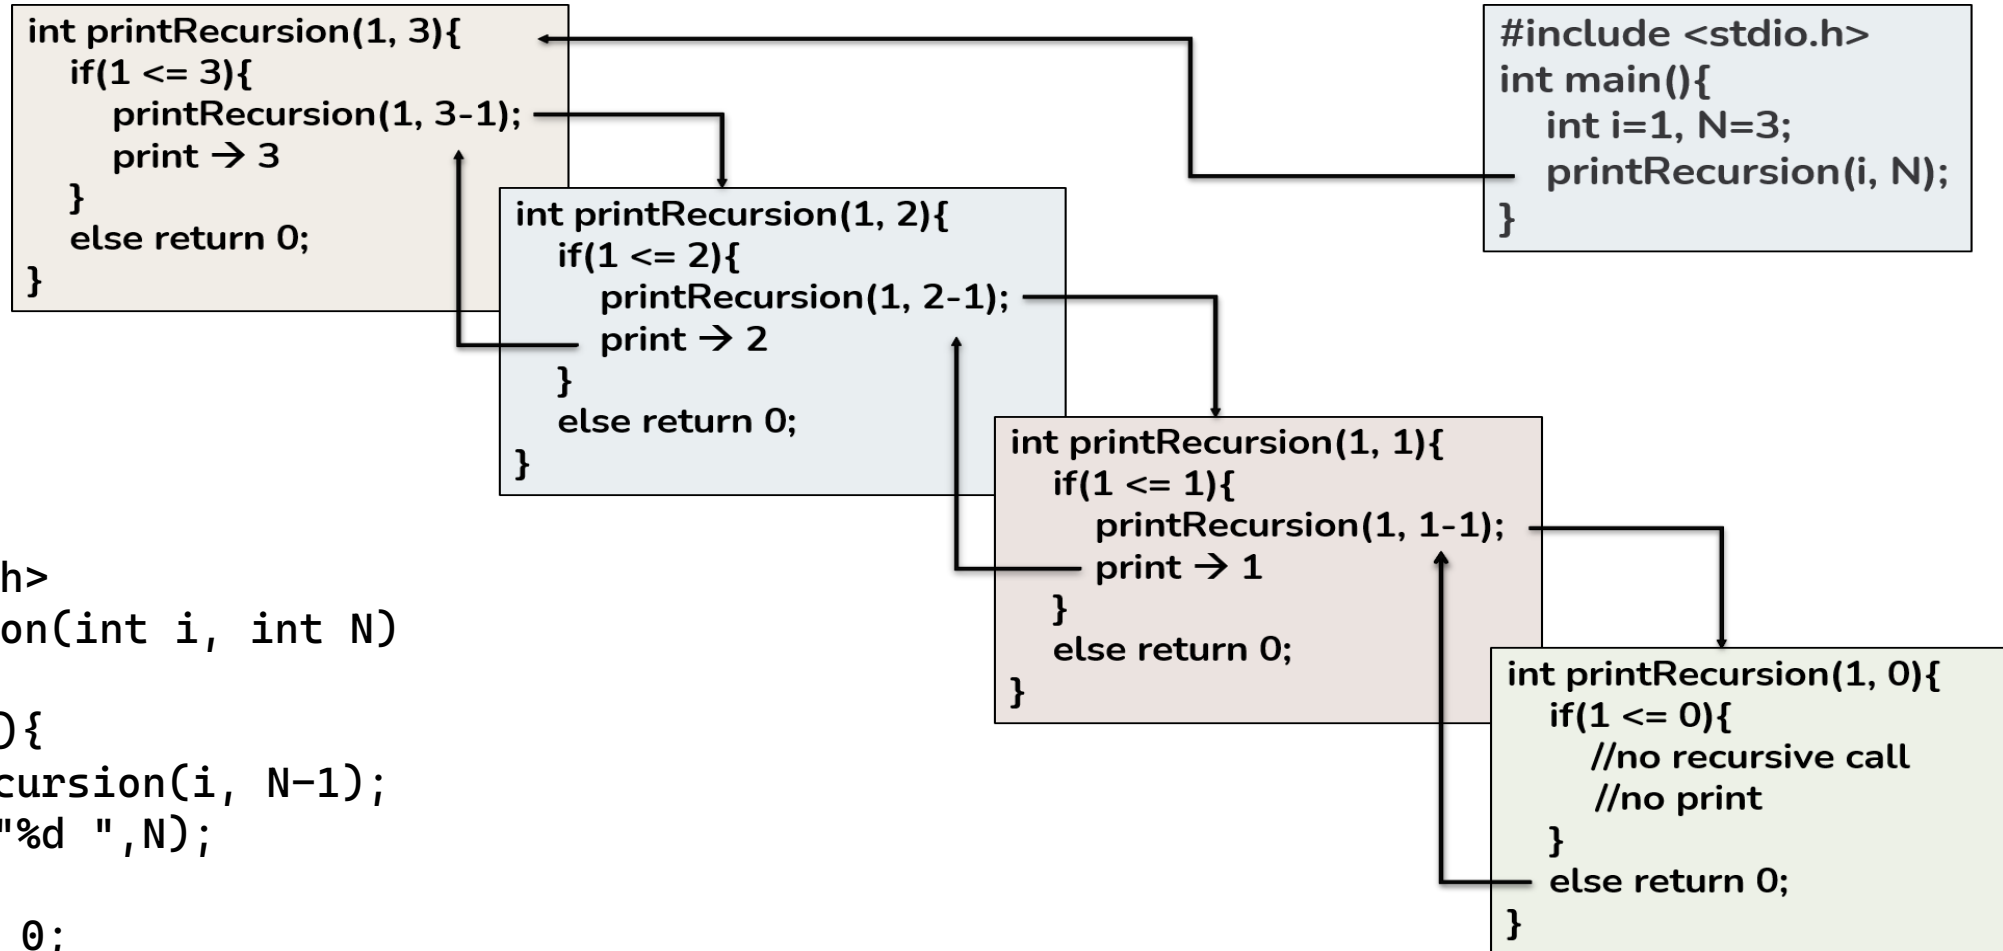 int printRecursion(1, 3){
if(1 <= 3){
printRecursion(1, 3-1);
print → 3
}
else return 0;
}
#include <stdio.h>
int main(){
int i=1, N=3;
printRecursion(i, N);
}
int printRecursion(1, 2){
if(1 <= 2){
printRecursion(1, 2-1);
print → 2
}
else return 0;
}
int printRecursion(1, 1){
if(1 <= 1){
printRecursion(1, 1-1);
print → 1
}
else return 0;
}
int printRecursion(1, 0){
if(1 <= 0){
//no recursive call
//no print
}
else return 0;
}
h>
on(int i, int N)
){
cursion(i, N-1);
"%d ",N);
0;